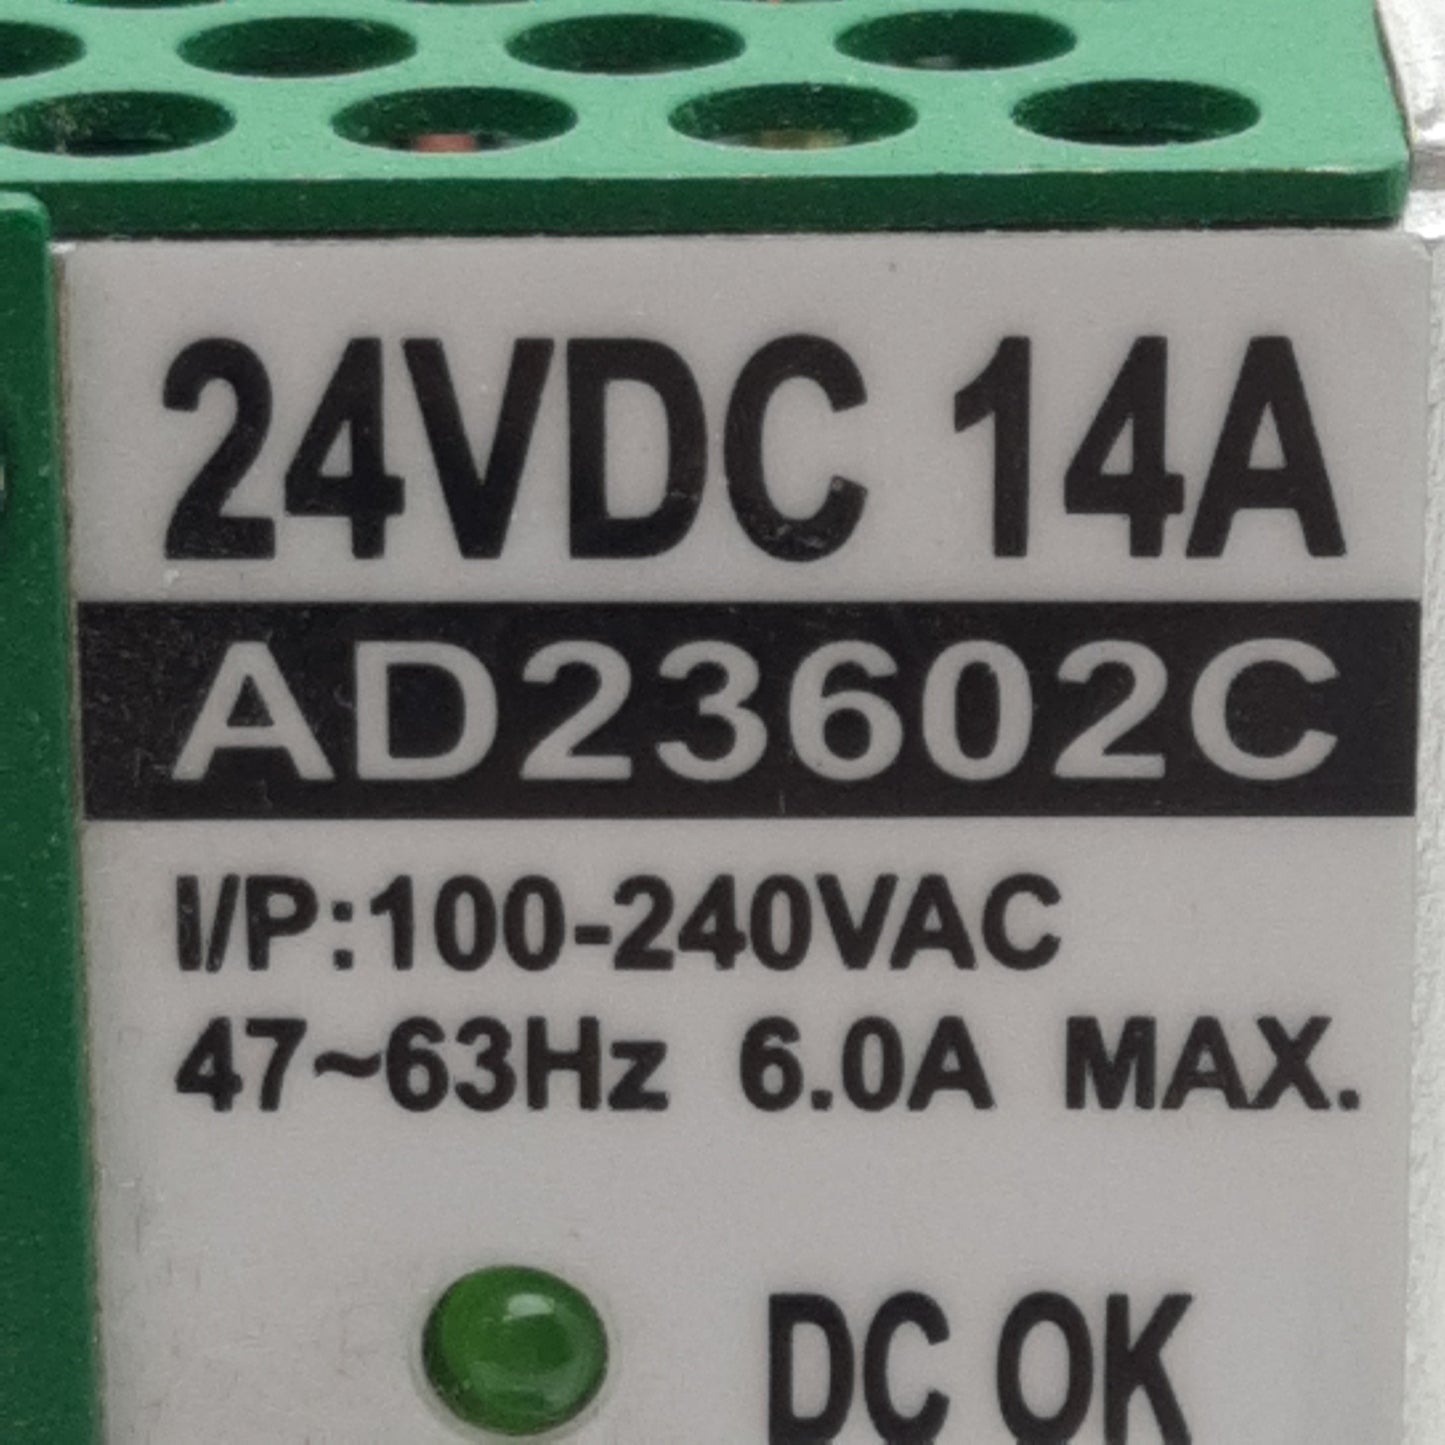 24VDC 14A
AD23602C
I/P:100-240VAC
47~63Hz 6.0A MAX.
DC OK